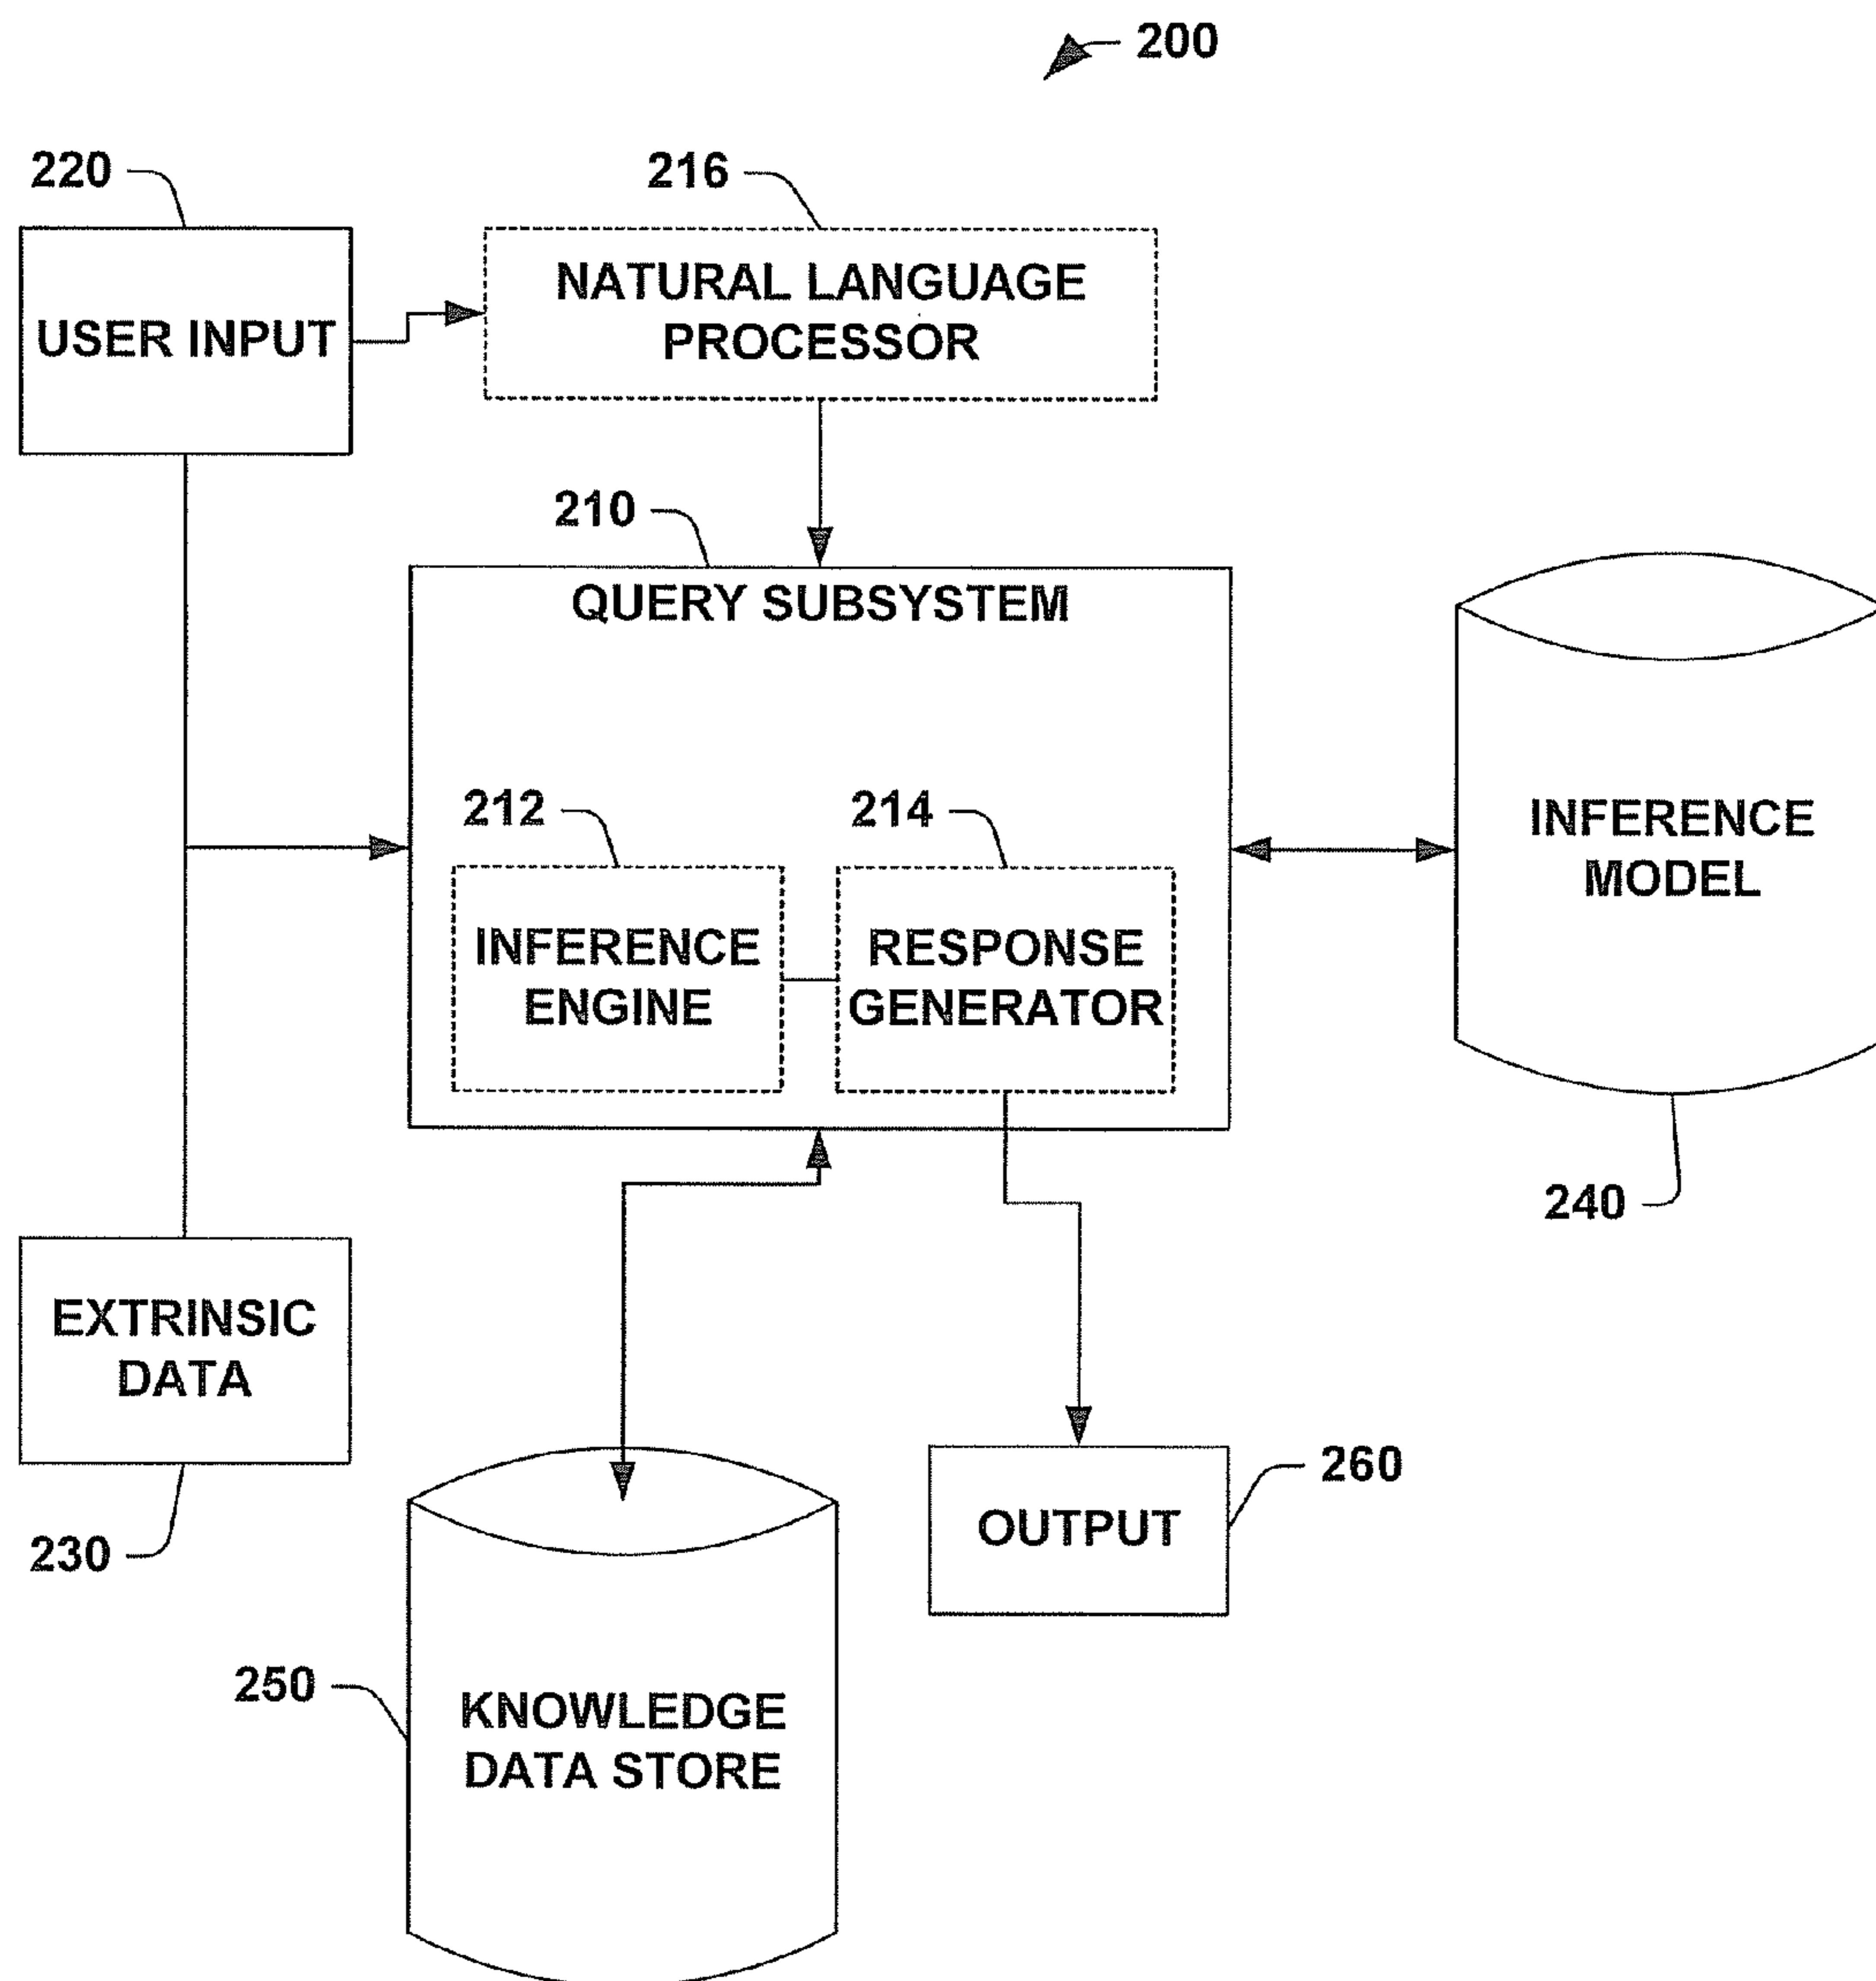 200
220
216
USER INPUT
NATURAL LANGUAGE
PROCESSOR
210
QUERY SUBSYSTEM
212
214
INFERENCE
ENGINE
RESPONSE
GENERATOR
INFERENCE
MODEL
240
EXTRINSIC
DATA
230
260
OUTPUT
250
KNOWLEDGE
DATA STORE